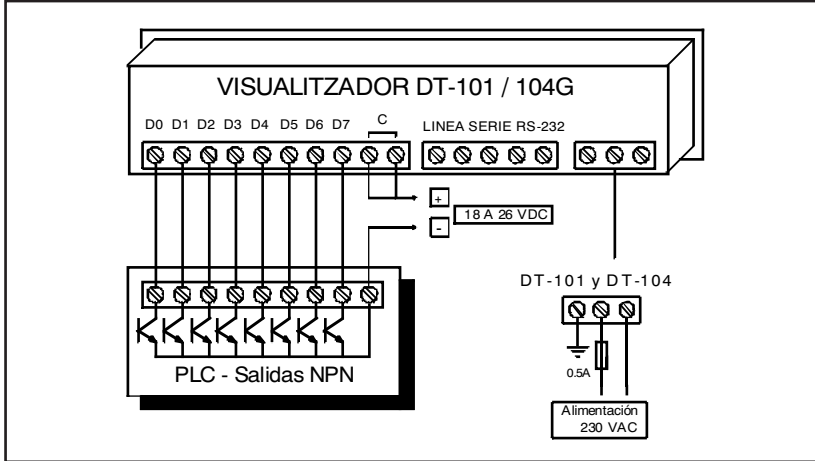 VISUALITZADOR DT-101 / 104G
D0 D1 D2 D3 D4 D5 D6 D7 C LINEA SERIE RS-232
+
18 A 26 VDC
-
DT-101 y DT-104
PLC - Salidas NPN
0.5A
Alimentación
230 VAC